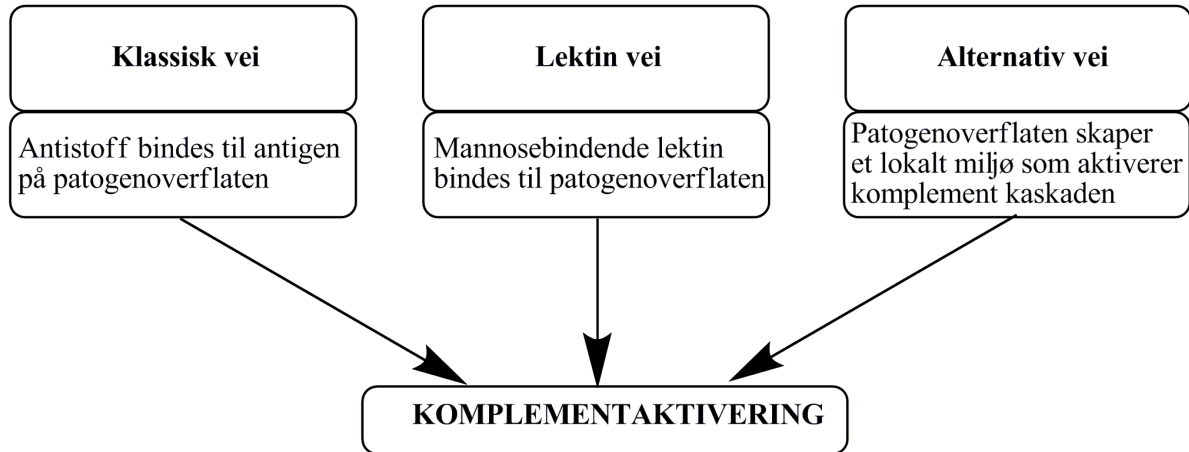 Klassisk vei
Antistoff bindes til antigen
på patogenoverflaten
Lektin vei
Mannosebindende lektin
bindes til patogenoverflaten
Alternativ vei
Patogenoverflaten skaper
et lokalt miljø som aktiverer
komplement kaskaden
KOMPLEMENTAKTIVERING